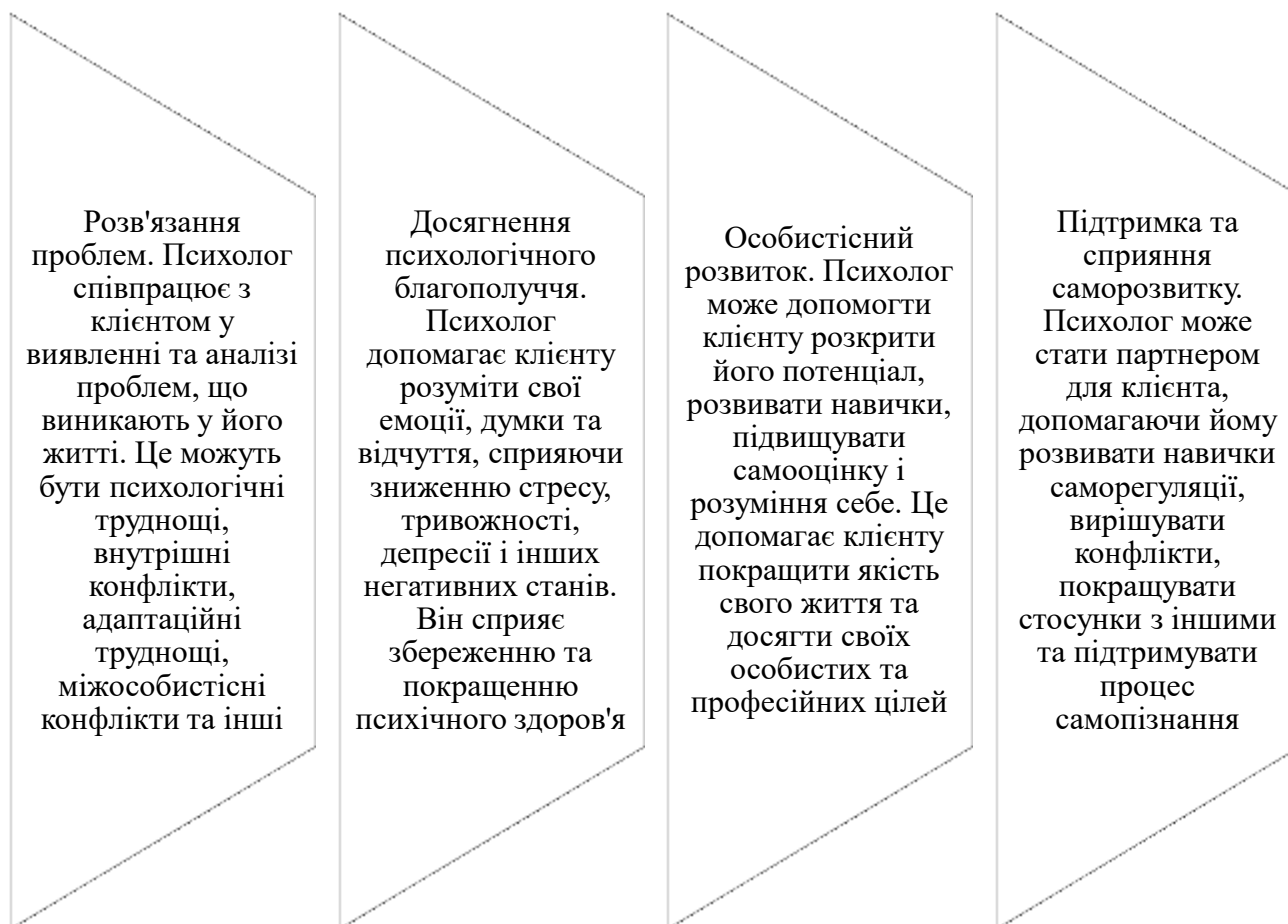 Розв'язання
проблем. Психолог
співпрацює з
клієнтом у
виявленні та аналізі
проблем, що
виникають у його
житті. Це можуть
бути психологічні
труднощі,
внутрішні
конфлікти,
адаптаційні
труднощі,
міжособистісні
конфлікти та інші
Досягнення
психологічного
благополуччя.
Психолог
допомагає клієнту
розуміти свої
емоції, думки та
відчуття, сприяючи
зниженню стресу,
тривожності,
депресії і інших
негативних станів.
Він сприяє
збереженню та
покращенню
психічного здоров'я
Особистісний
розвиток. Психолог
може допомогти
клієнту розкрити
його потенціал,
розвивати навички,
підвищувати
самооцінку і
розуміння себе. Це
допомагає клієнту
покращити якість
свого життя та
досягти своїх
особистих та
професійних цілей
Підтримка та
сприяння
саморозвитку.
Психолог може
стати партнером
для клієнта,
допомагаючи йому
розвивати навички
саморегуляції,
вирішувати
конфлікти,
покращувати
стосунки з іншими
та підтримувати
процес
самопізнання